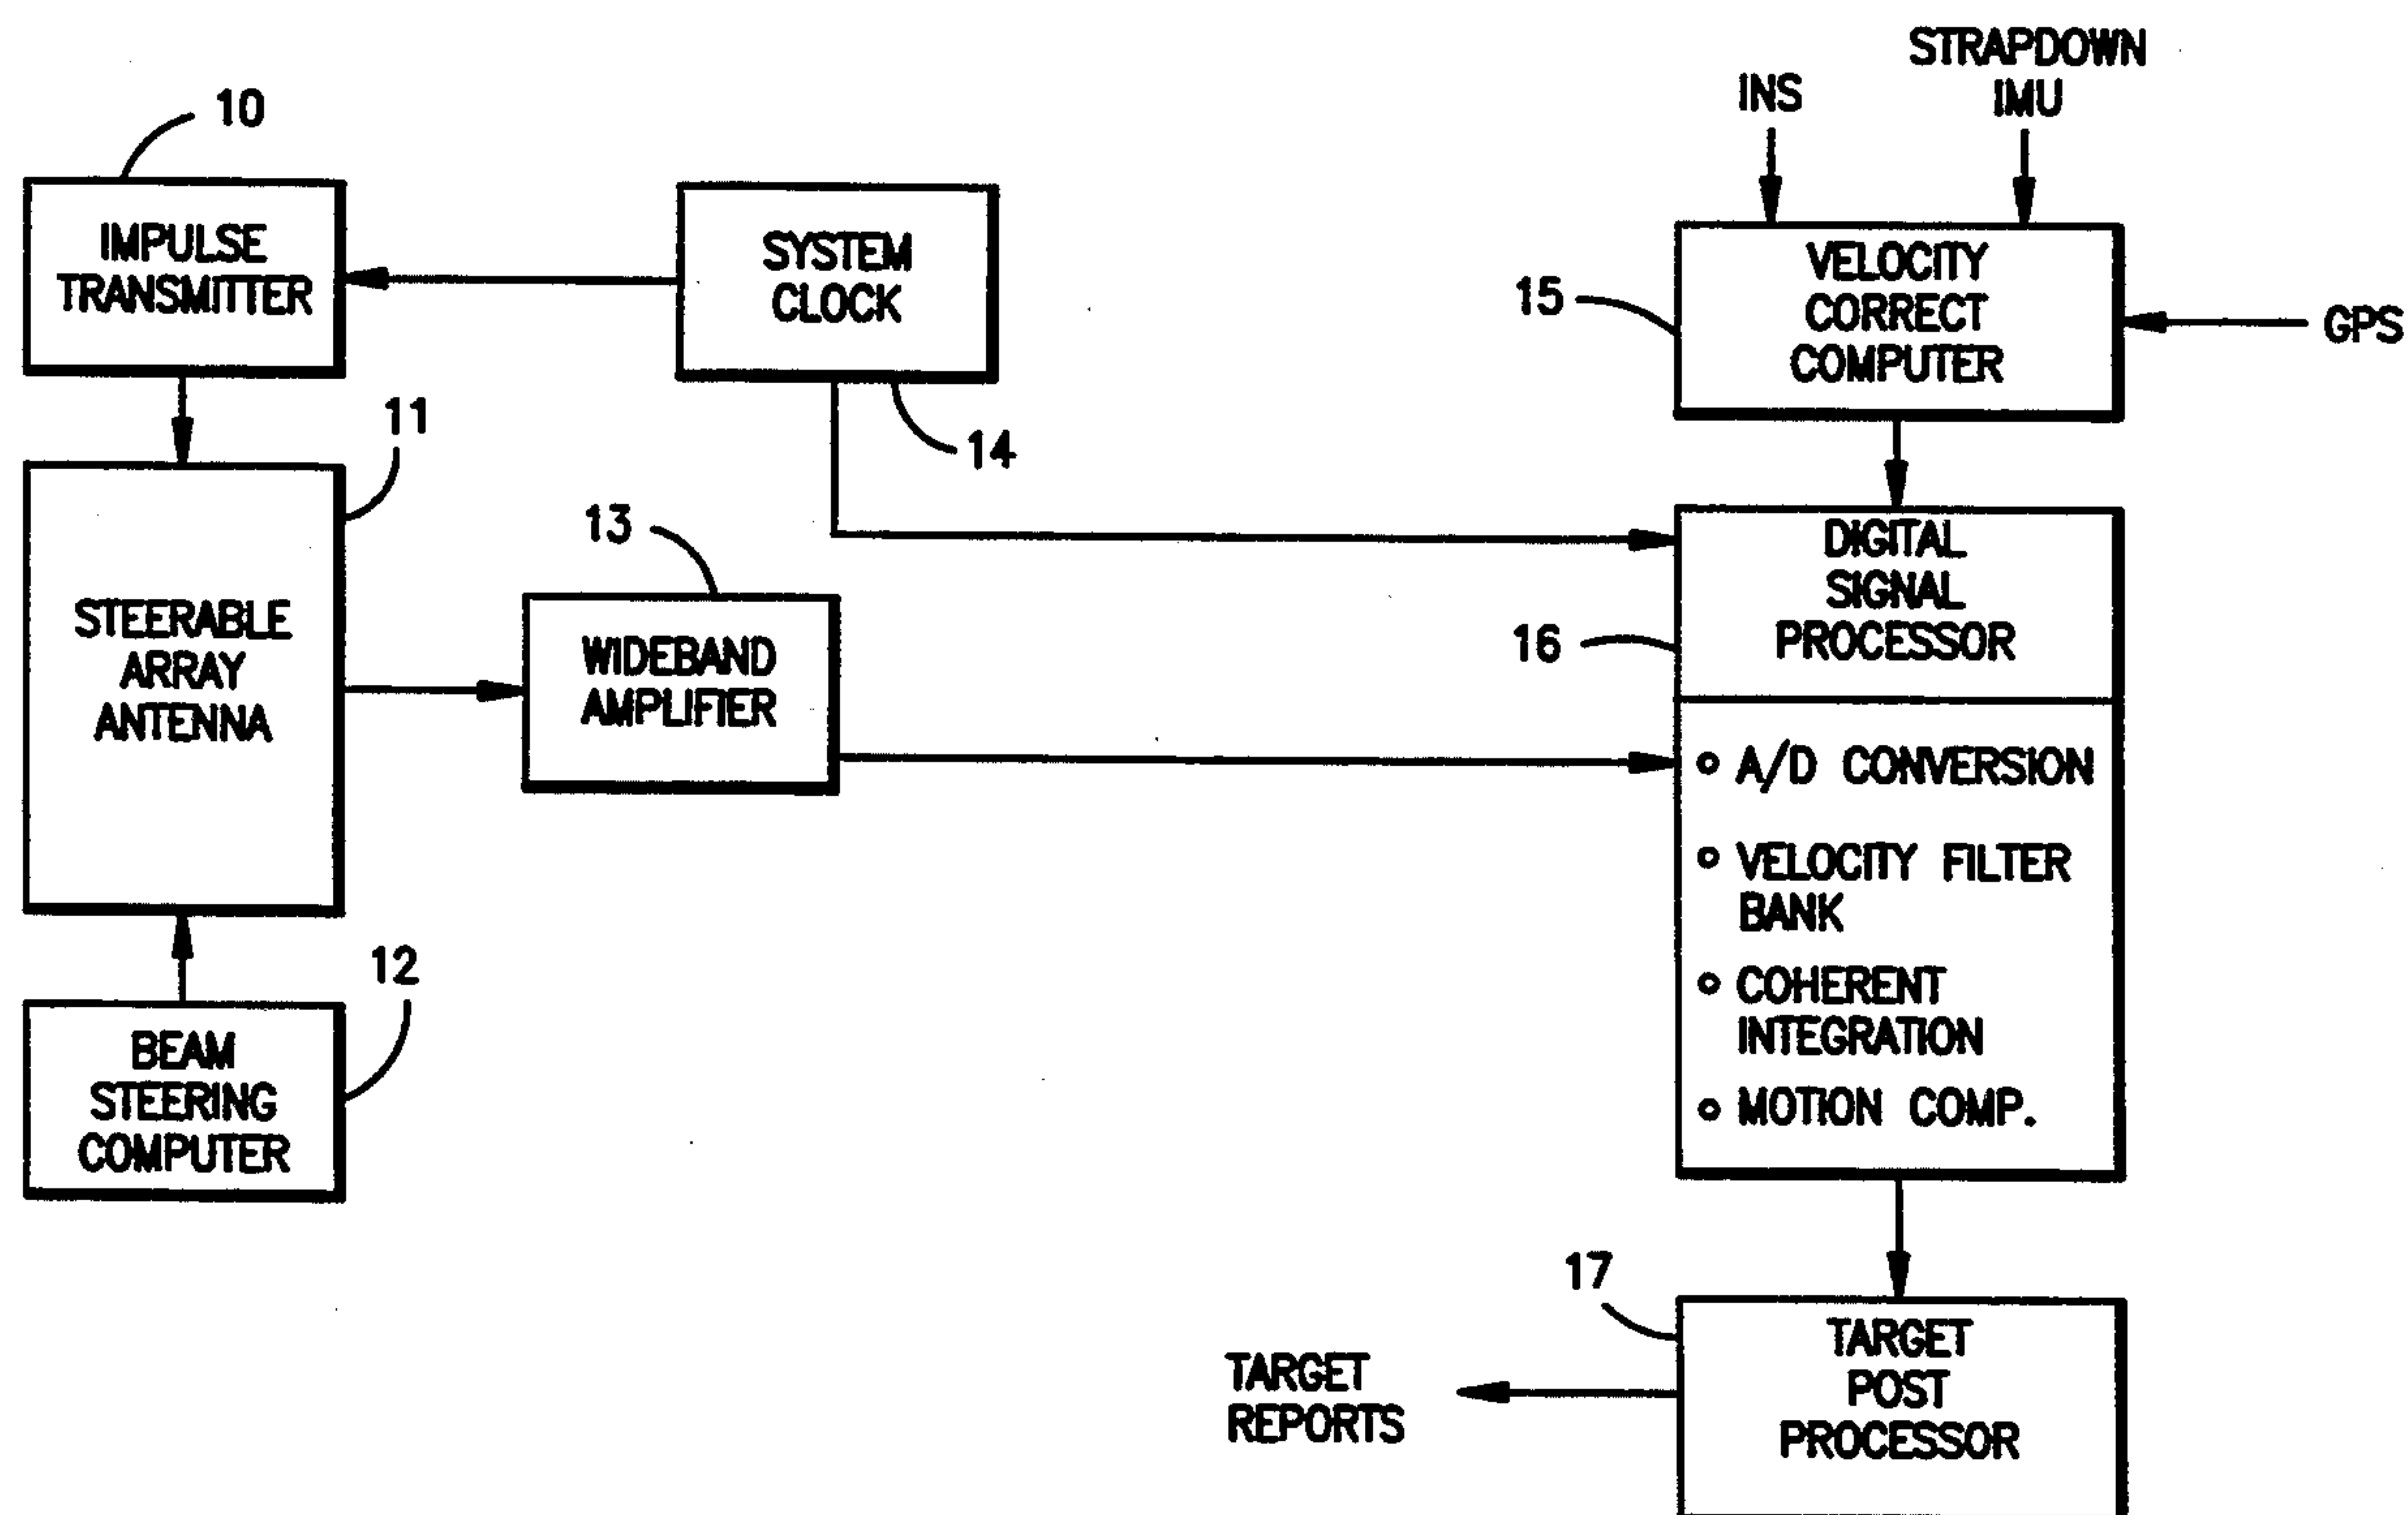 STRAPDOWN
IMU
INS
10
IMPULSE
TRANSMITTER
SYSTEM
CLOCK
14
VELOCITY
CORRECT
COMPUTER
15
GPS
11
STEERABLE
ARRAY
ANTENNA
13
WIDEBAND
AMPLIFIER
DIGITAL
SIGNAL
PROCESSOR
16
o A/D CONVERSION
o VELOCITY FILTER
BANK
o COHERENT
INTEGRATION
o MOTION COMP.
12
BEAM
STEERING
COMPUTER
17
TARGET
POST
PROCESSOR
TARGET
REPORTS